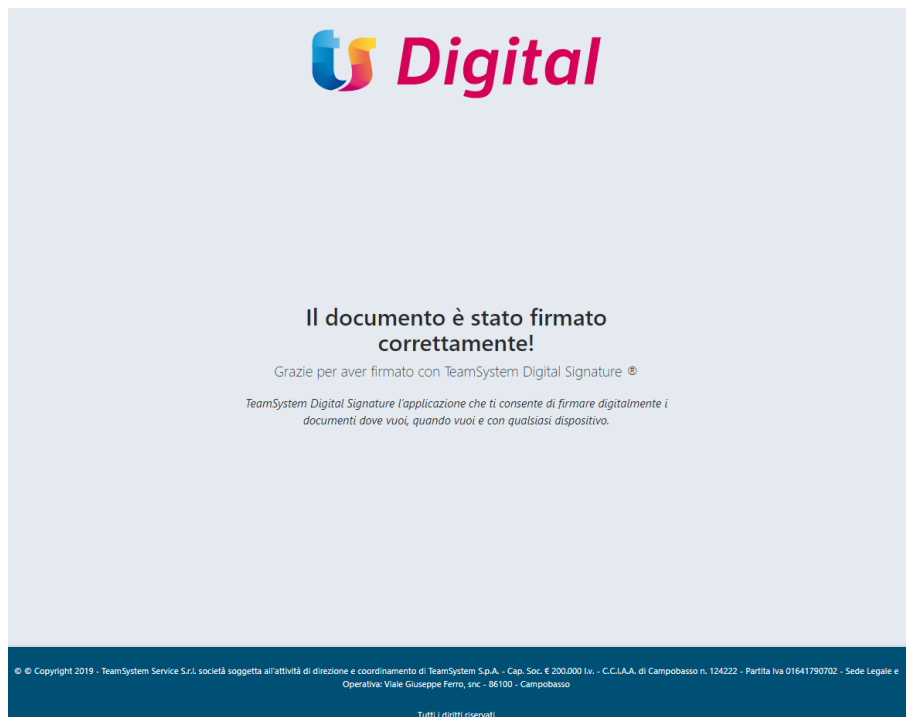 ts Digital
Il documento è stato firmato
correttamente!
Grazie per aver firmato con TeamSystem Digital Signature ®
TeamSystem Digital Signature l'applicazione che ti consente di firmare digitalmente i
documenti dove vuoi, quando vuoi e con qualsiasi dispositivo.
© © Copyright 2019 - TeamSystem Service S.r.l. società soggetta all'attività di direzione e coordinamento di TeamSystem S.p.A. - Cap. Soc. € 200.000 I.v. - C.C.I.A.A. di Campobasso n. 124222 - Partita Iva 01641790702 - Sede Legale e
Operativa: Viale Giuseppe Ferro, snc - 86100 - Campobasso
Tutti i diritti riservati